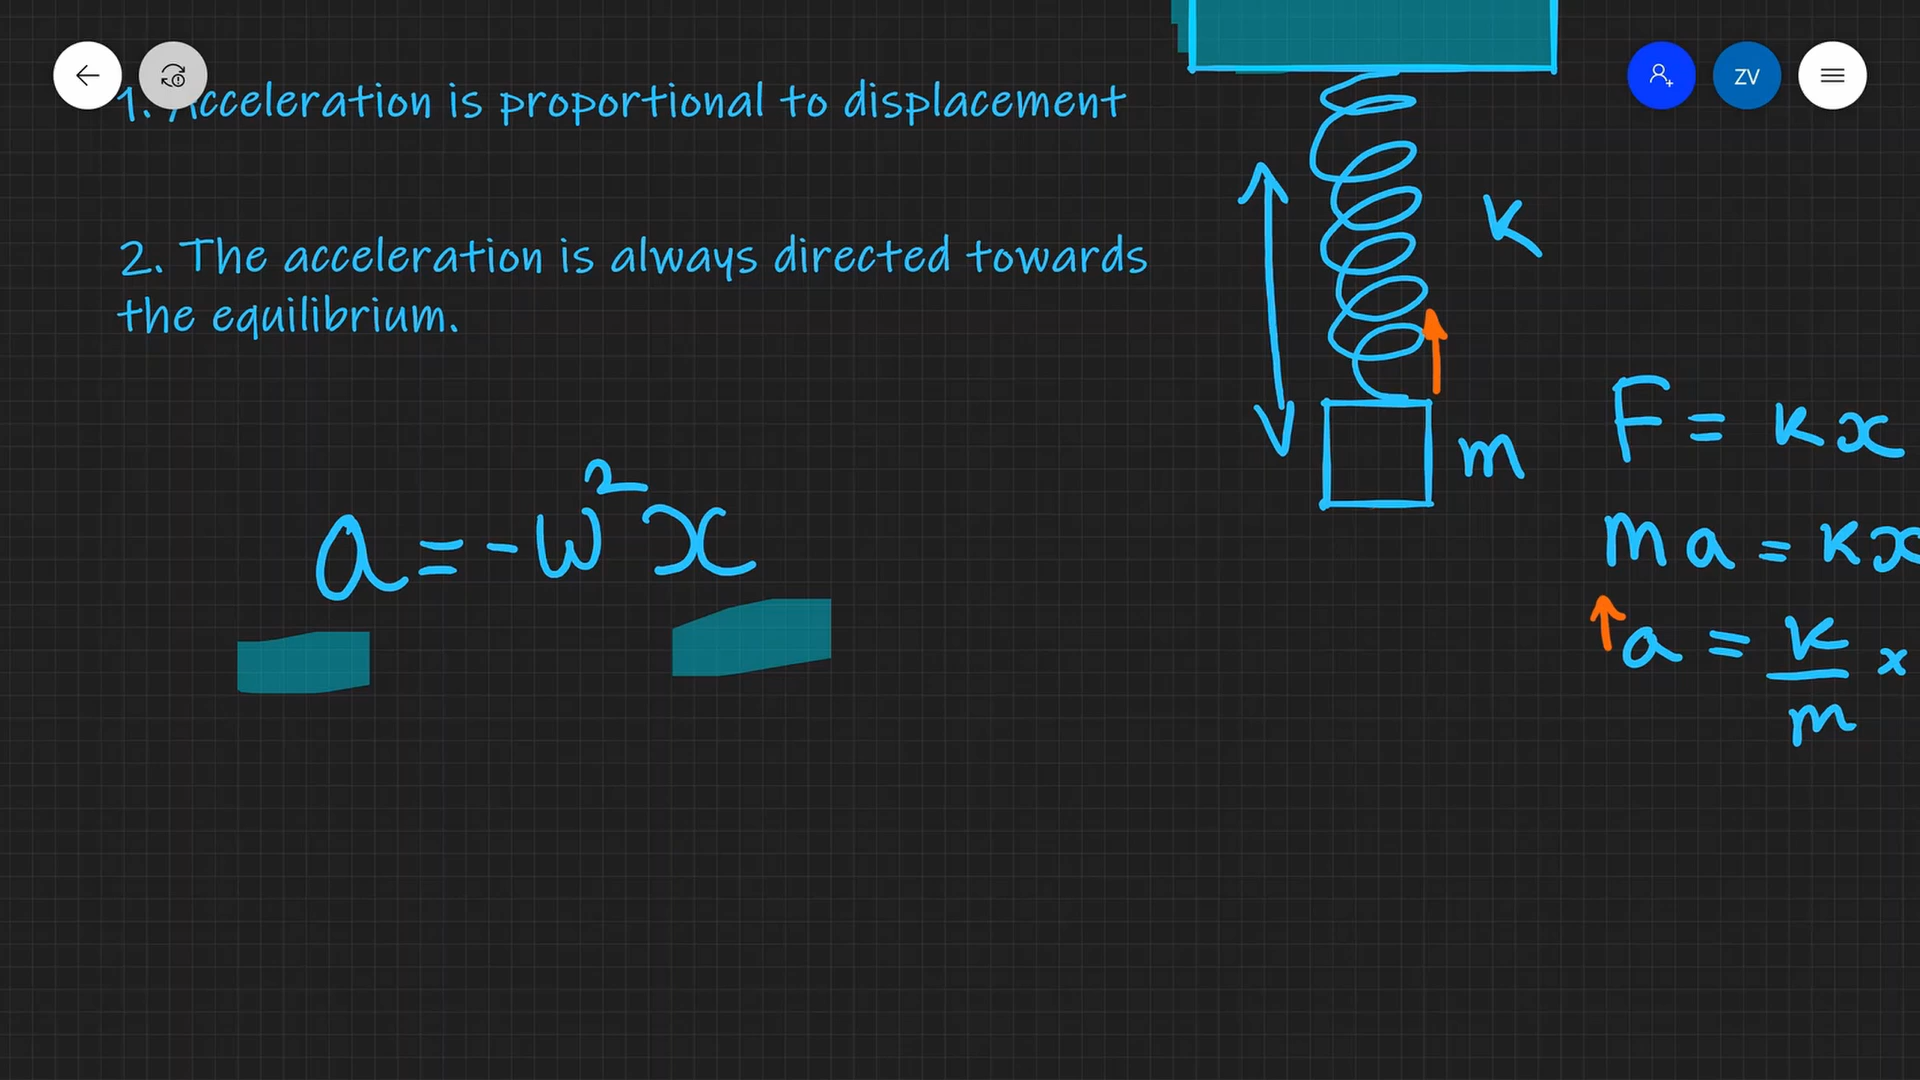 1. Acceleration is proportional to displacement
2. The acceleration is always directed towards
the equilibrium.
a = -ω²x
K
m
F = kx
ma = kx
a = k/m x
ZV